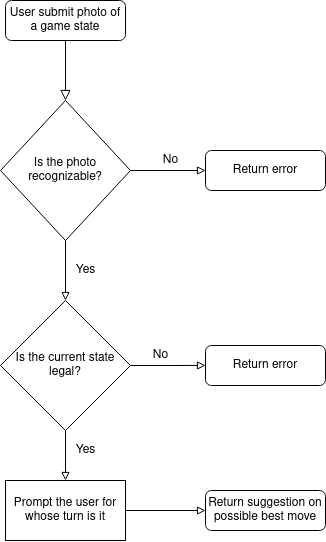 User submit photo of
a game state
Is the photo
recognizable?
No
Return error
Yes
Is the current state
legal?
No
Return error
Yes
Prompt the user for
whose turn is it
Return suggestion on
possible best move